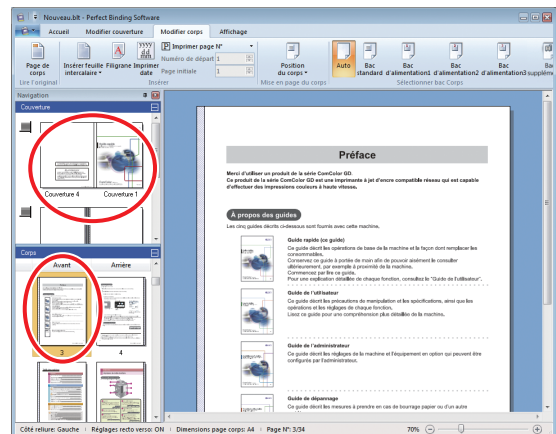 Nouveau.blt - Perfect Binding Software
Accueil
Modifier couverture
Modifier corps
Affichage
Page de corps
Insérer feuille intercalaire
Filigrane
Imprimer date
yyyy
dd
mm
Imprimer page N°
Numéro de départ 1
Page initiale 1
Position du corps
Auto
Bac standard
Bac d'alimentation1
Bac d'alimentation2
Bac d'alimentation3
Bac
Lire l'original
Insérer
Mise en page du corps
Sélectionner bac Corps
Navigation
Couverture
Couverture 4
Couverture 1
Corps
Avant
Arrière
3
4
Préface
Merci d'utiliser un produit de la série ComColor GD.
Ce produit de la série ComColor GD est une imprimante à jet d'encre compatible réseau qui est capable
d'effectuer des impressions couleurs à haute vitesse.
À propos des guides
Les cinq guides décrits ci-dessous sont fournis avec cette machine.
Guide rapide (ce guide)
Ce guide décrit les opérations de base de la machine et la façon dont remplacer les
consommables.
Conservez ce guide à portée de main afin de pouvoir aisément le consulter
ultérieurement, par exemple à proximité de la machine.
Commencez par lire ce guide.
Pour une explication détaillée de chaque fonction, consultez le "Guide de l'utilisateur".
Guide de l'utilisateur
Ce guide décrit les précautions de manipulation et les spécifications, ainsi que les
opérations et les réglages de chaque fonction.
Lisez ce guide pour une compréhension plus détaillée de la machine.
Guide de l'administrateur
Ce guide décrit les réglages de la machine et l'équipement en option qui peuvent être
configurés par l'administrateur.
Guide de dépannage
Ce guide décrit les mesures à prendre en cas de bourrage papier ou d'un autre
Côté reliure: Gauche
Réglages recto verso: ON
Dimensions page corps: A4
Page N°: 3/34
70%